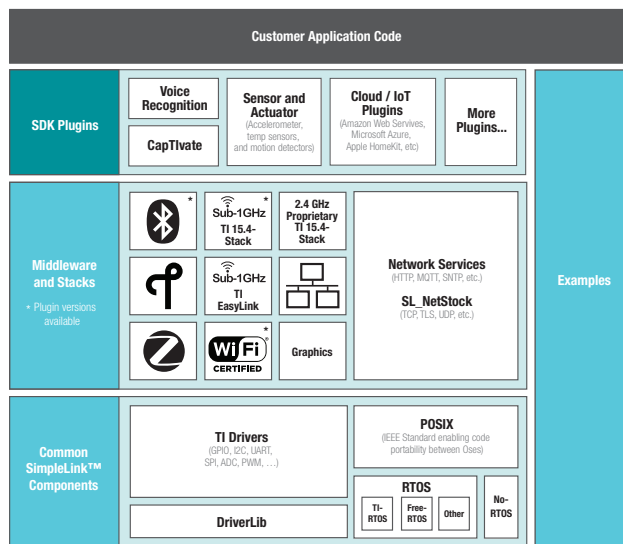 Customer Application Code
SDK Plugins
Voice
Recognition
CapTIvate
Sensor and
Actuator
(Accelerometer,
temp sensors,
and motion detectors)
Cloud / IoT
Plugins
(Amazon Web Servives,
Microsoft Azure,
Apple HomeKit, etc)
More
Plugins...
Examples
Middleware
and Stacks
* Plugin versions
available
*
*
Sub-1GHz
TI 15.4-
Stack
2.4 GHz
Proprietary
TI 15.4-
Stack
Sub-1GHz
TI
EasyLink
*
Wi Fi®
CERTIFIED
Graphics
Network Services
(HTTP, MQTT, SNTP, etc.)
SL_NetStock
(TCP, TLS, UDP, etc.)
Common
SimpleLink™
Components
TI Drivers
(GPIO, I2C, UART,
SPI, ADC, PWM, …)
DriverLib
POSIX
(IEEE Standard enabling code
portability between Oses)
RTOS
TI-
RTOS
Free-
RTOS
Other
No-
RTOS